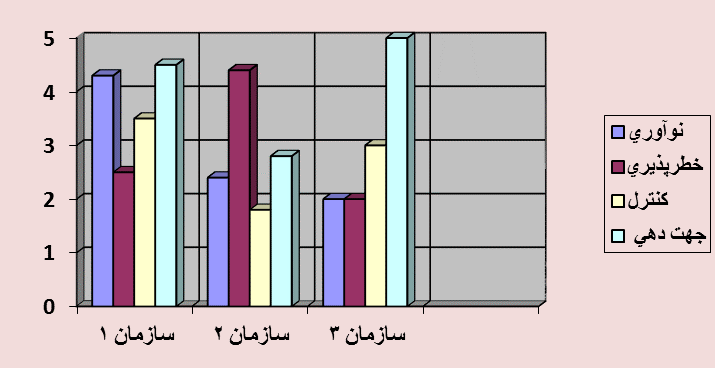 5
4
3
2
1
0
سازمان ۱
سازمان ۲
سازمان ۳
نوآوري
خطرپذيري
كنترل
جهت دهي